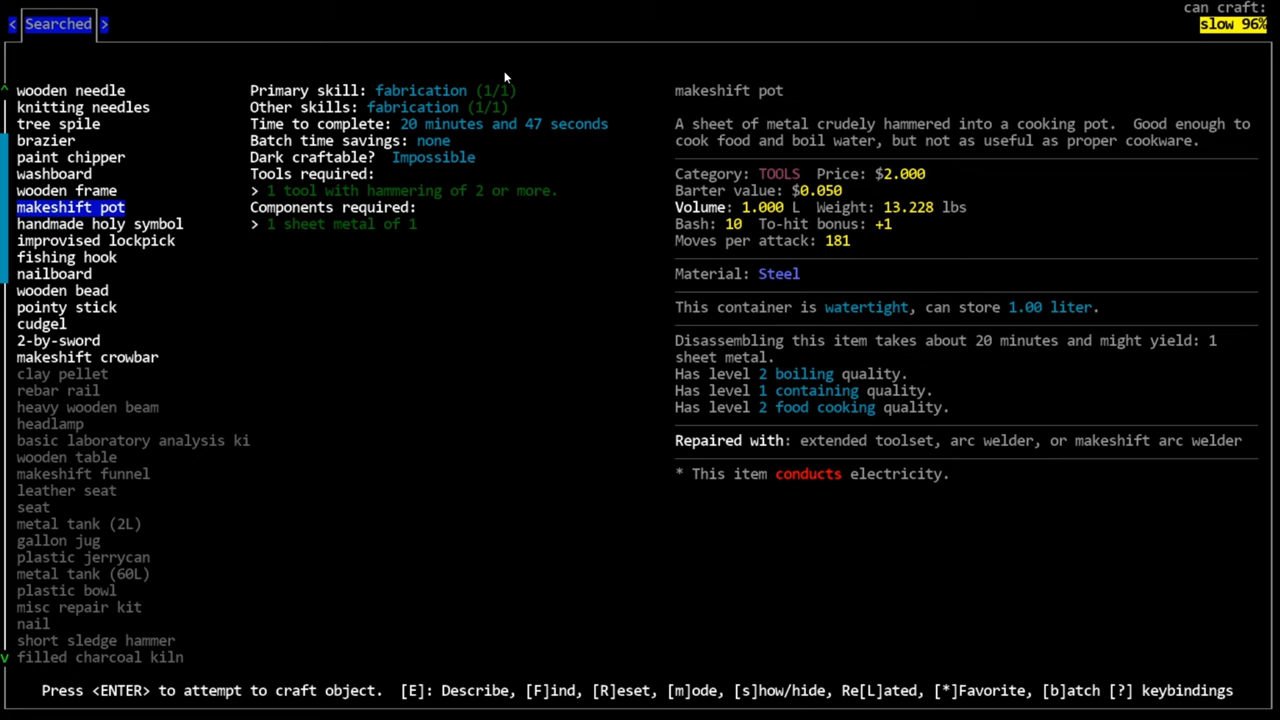 can craft:
< Searched >
slow 96%
wooden needle
knitting needles
tree spile
brazier
paint chipper
washboard
wooden frame
makeshift pot
handmade holy symbol
improvised lockpick
fishing hook
nailboard
wooden bead
pointy stick
cudgel
2-by-sword
makeshift crowbar
clay pellet
rebar rail
heavy wooden beam
headlamp
basic laboratory analysis ki
wooden table
makeshift funnel
leather seat
seat
metal tank (2L)
gallon jug
plastic jerrycan
metal tank (60L)
plastic bowl
misc repair kit
nail
short sledge hammer
filled charcoal kiln
Primary skill: fabrication (1/1)
Other skills: fabrication (1/1)
Time to complete: 20 minutes and 47 seconds
Batch time savings: none
Dark craftable? Impossible
Tools required:
> 1 tool with hammering of 2 or more.
Components required:
> 1 sheet metal of 1
makeshift pot
A sheet of metal crudely hammered into a cooking pot. Good enough to
cook food and boil water, but not as useful as proper cookware.
Category: TOOLS Price: $2.000
Barter value: $0.050
Volume: 1.000 L Weight: 13.228 lbs
Bash: 10 To-hit bonus: +1
Moves per attack: 181
Material: Steel
This container is watertight, can store 1.00 liter.
Disassembling this item takes about 20 minutes and might yield: 1
sheet metal.
Has level 2 boiling quality.
Has level 1 containing quality.
Has level 2 food cooking quality.
Repaired with: extended toolset, arc welder, or makeshift arc welder
* This item conducts electricity.
Press <ENTER> to attempt to craft object. [E]: Describe, [F]ind, [R]eset, [m]ode, [s]how/hide, Re[L]ated, [*]Favorite, [b]atch [?] keybindings